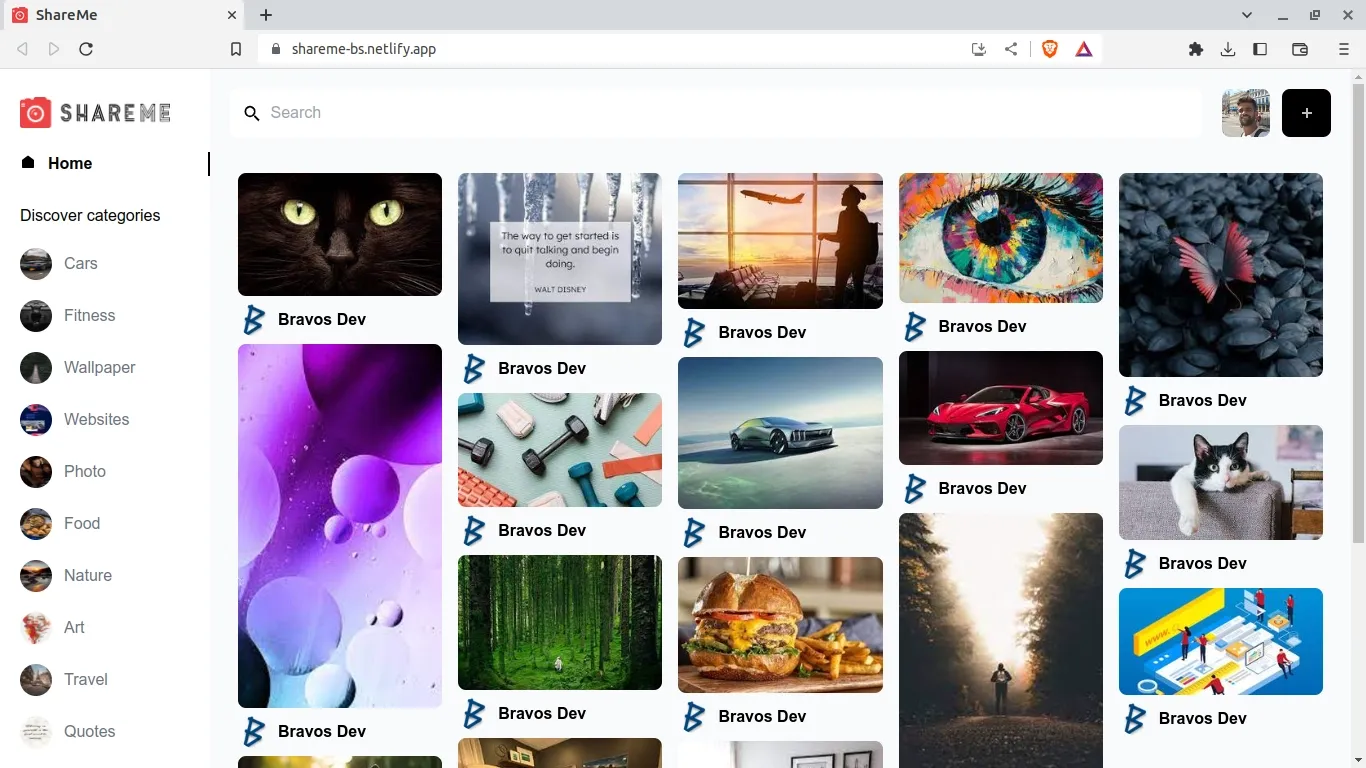 ShareMe
shareme-bs.netlify.app
SHAREME
Search
Home
Discover categories
Cars
Fitness
Wallpaper
Websites
Photo
Food
Nature
Art
Travel
Quotes
Bravos Dev
Bravos Dev
The way to get started is
to quit talking and begin
doing.
WALT DISNEY
Bravos Dev
Bravos Dev
Bravos Dev
Bravos Dev
Bravos Dev
Bravos Dev
Bravos Dev
Bravos Dev
Bravos Dev
Bravos Dev
WWW.
Bravos Dev